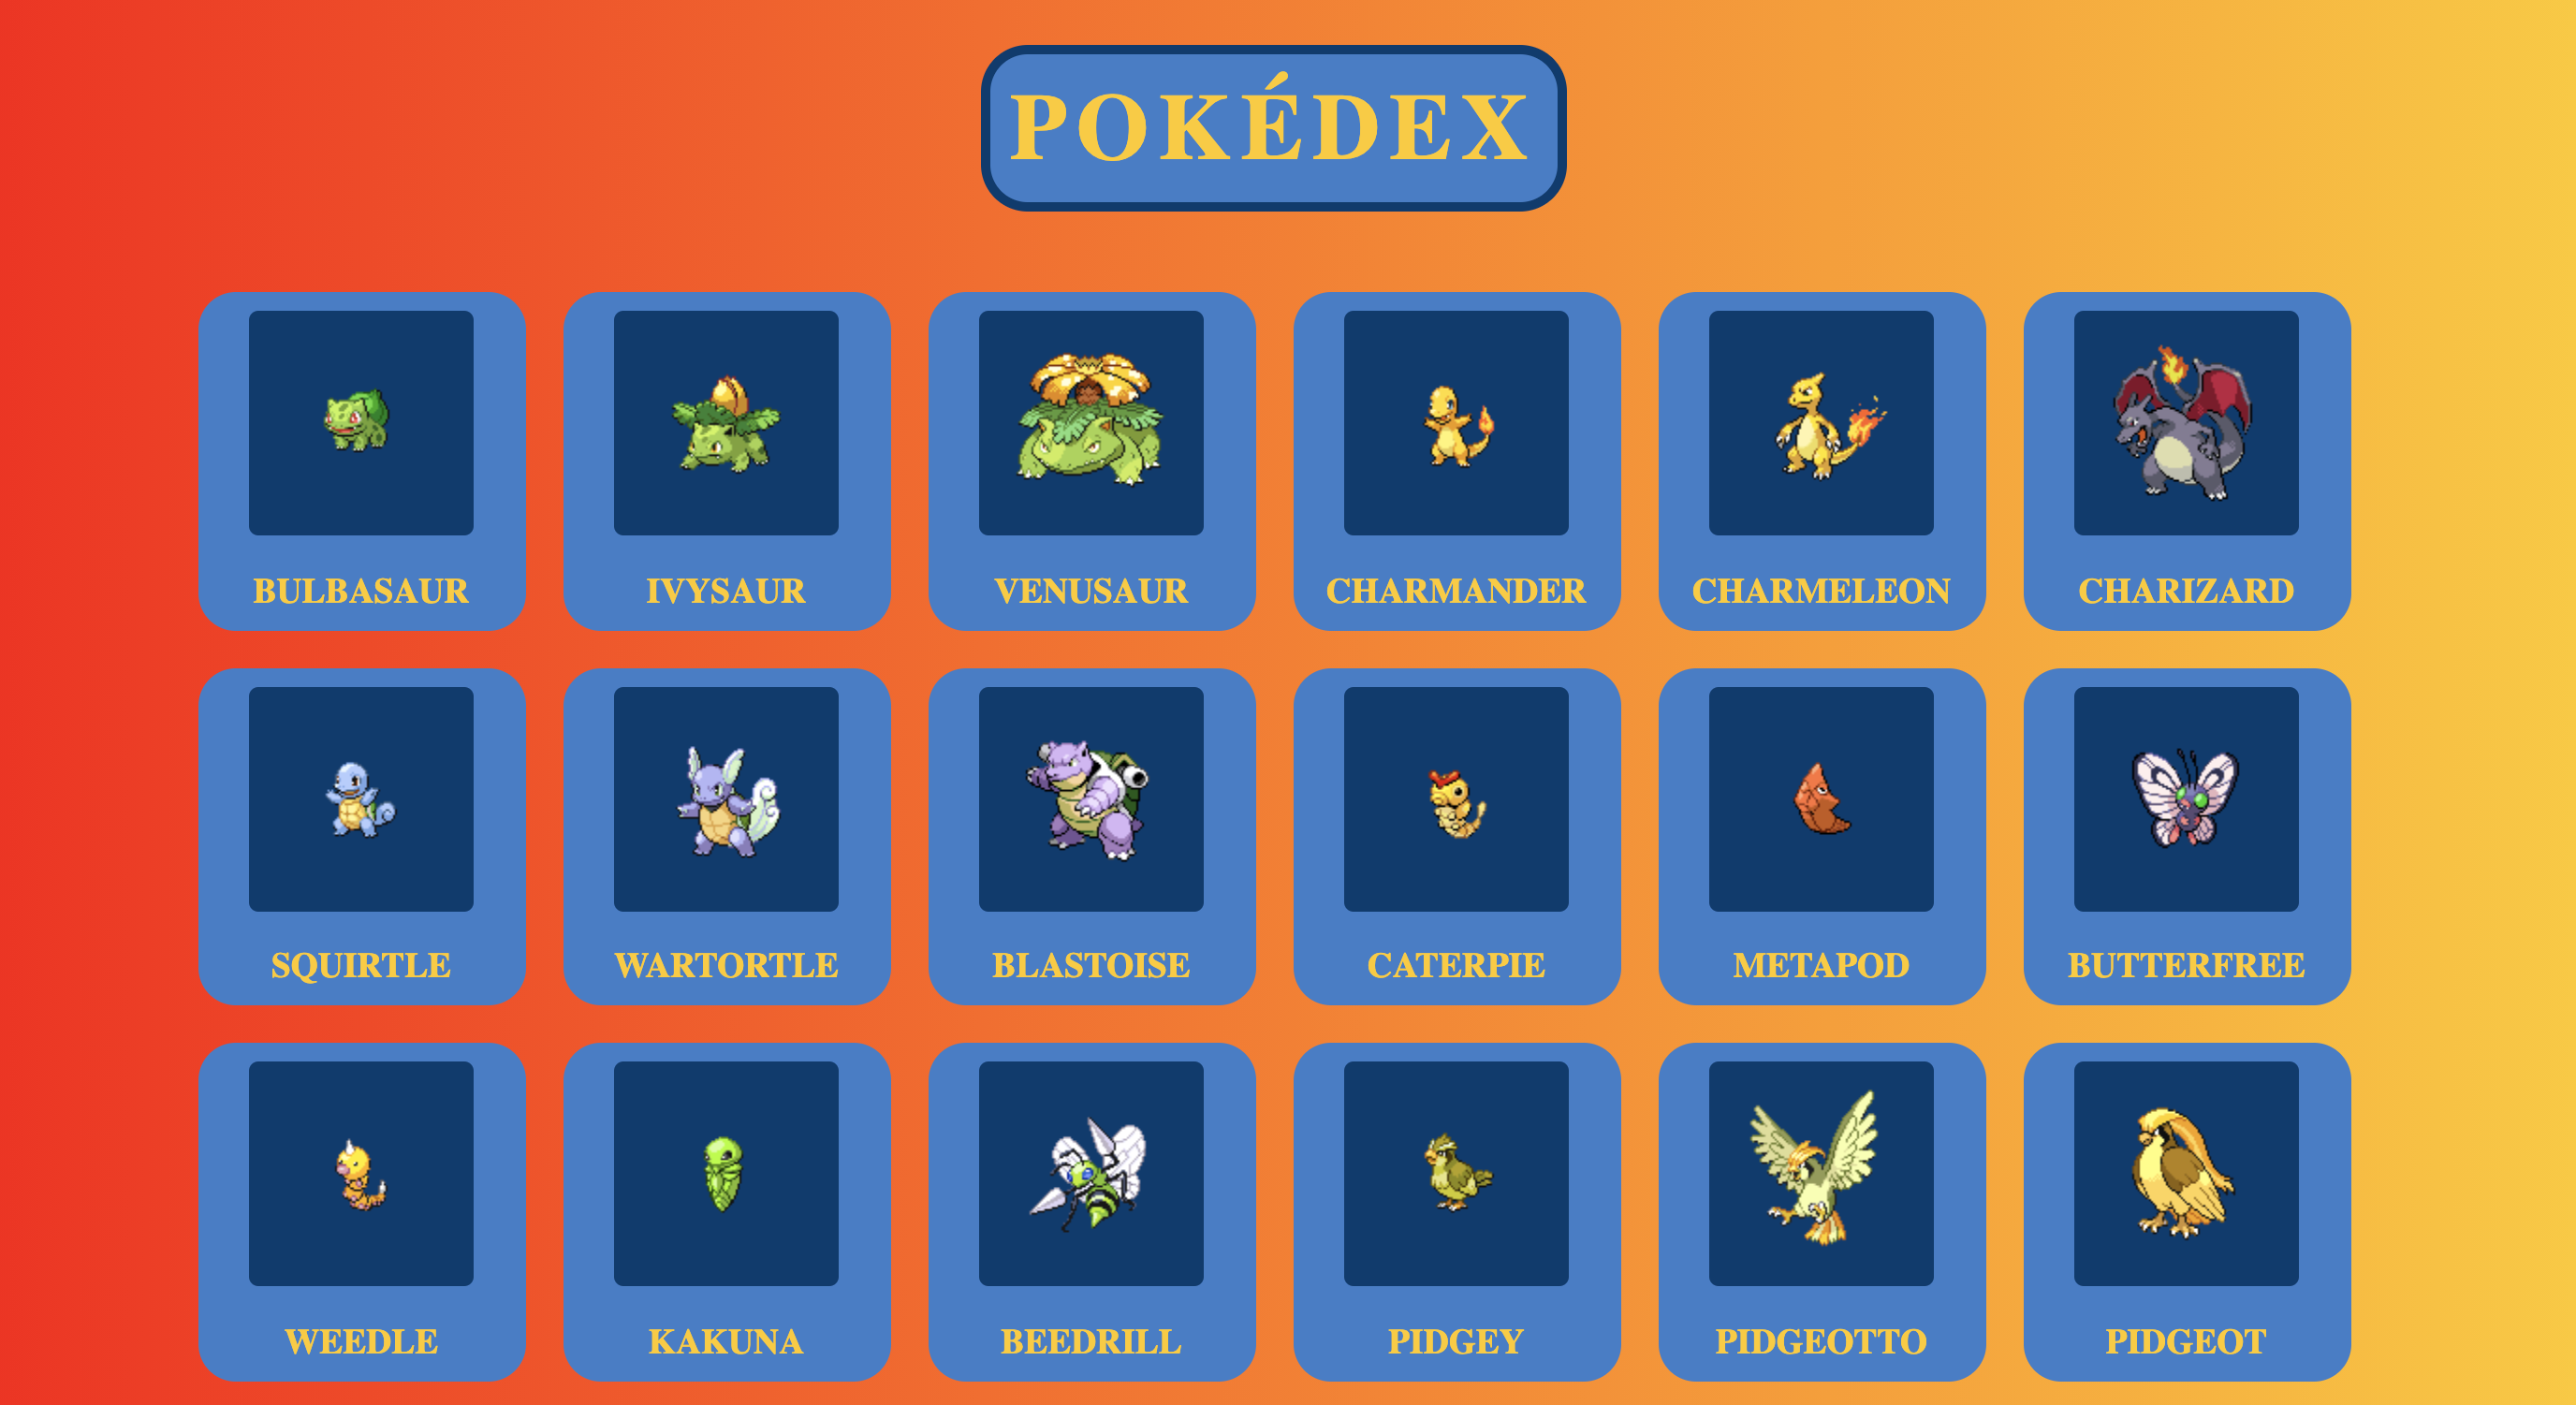 POKÉDEX
BULBASAUR
IVYSAUR
VENUSAUR
CHARMANDER
CHARMELEON
CHARIZARD
SQUIRTLE
WARTORTLE
BLASTOISE
CATERPIE
METAPOD
BUTTERFREE
WEEDLE
KAKUNA
BEEDRILL
PIDGEY
PIDGEOTTO
PIDGEOT